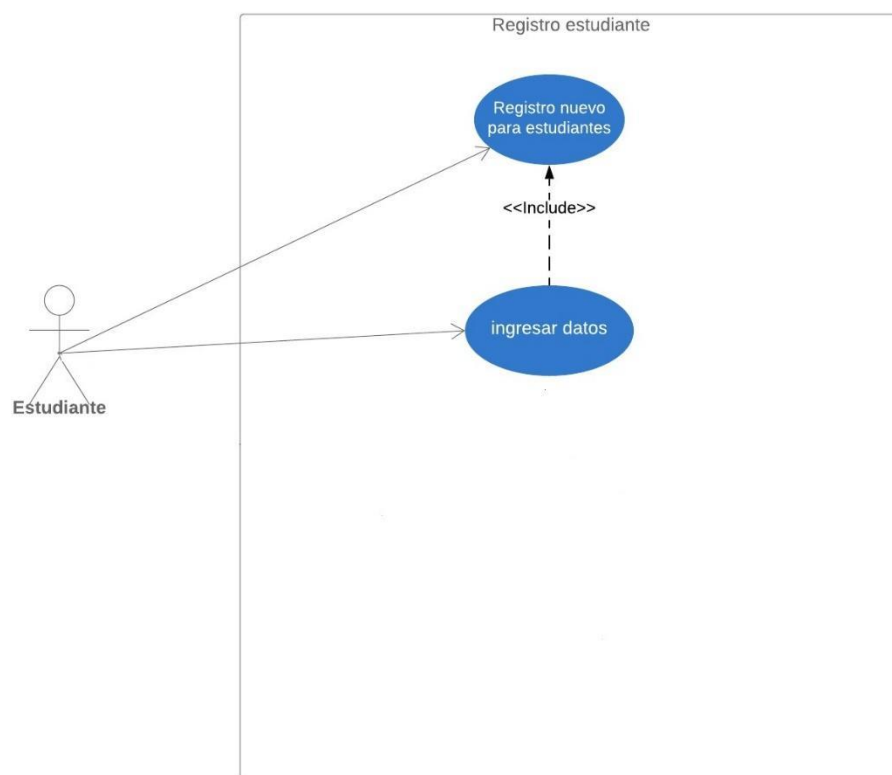 Registro estudiante
Registro nuevo
para estudiantes
<<Include>>
ingresar datos
Estudiante